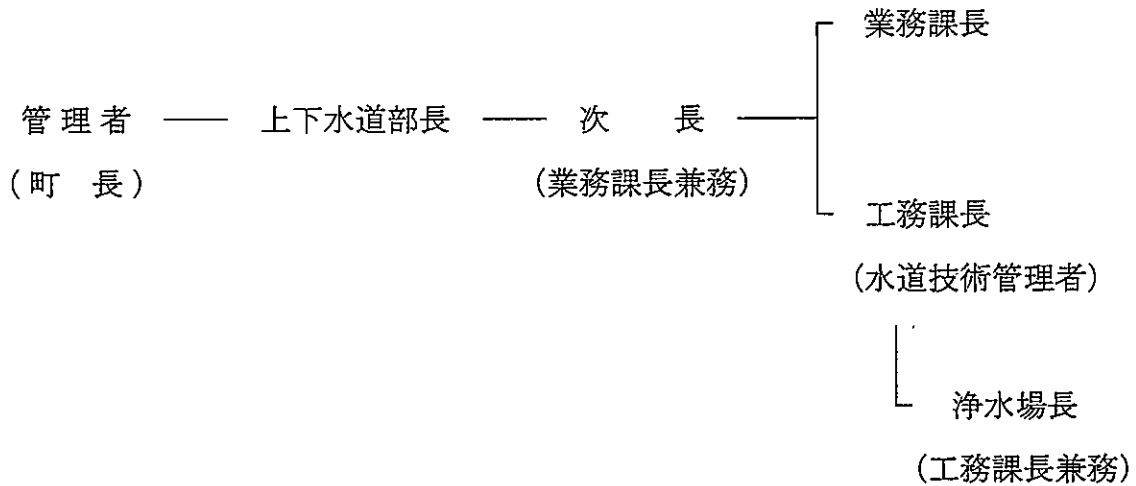 業務課長
管理者 上下水道部長 次 長
(町 長) (業務課長兼務)
工務課長
(水道技術管理者)
浄水場長
(工務課長兼務)